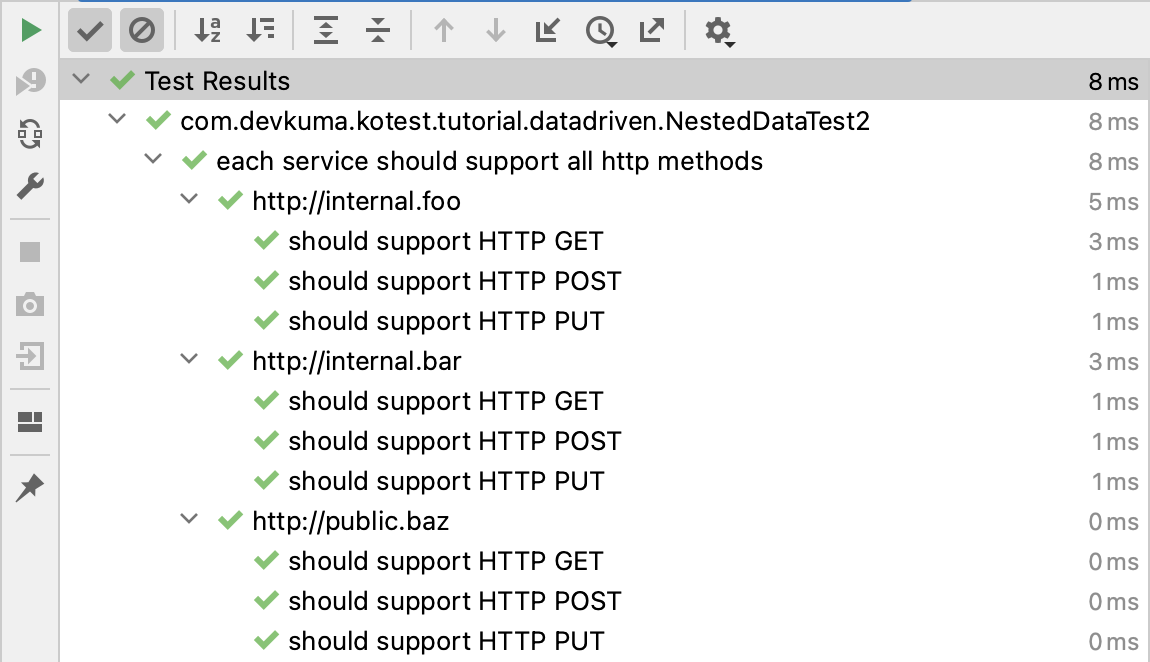 Test Results 8 ms
com.devkuma.kotest.tutorial.datadriven.NestedDataTest2 8 ms
each service should support all http methods 8 ms
http://internal.foo 5 ms
should support HTTP GET 3 ms
should support HTTP POST 1 ms
should support HTTP PUT 1 ms
http://internal.bar 3 ms
should support HTTP GET 1 ms
should support HTTP POST 1 ms
should support HTTP PUT 1 ms
http://public.baz 0 ms
should support HTTP GET 0 ms
should support HTTP POST 0 ms
should support HTTP PUT 0 ms